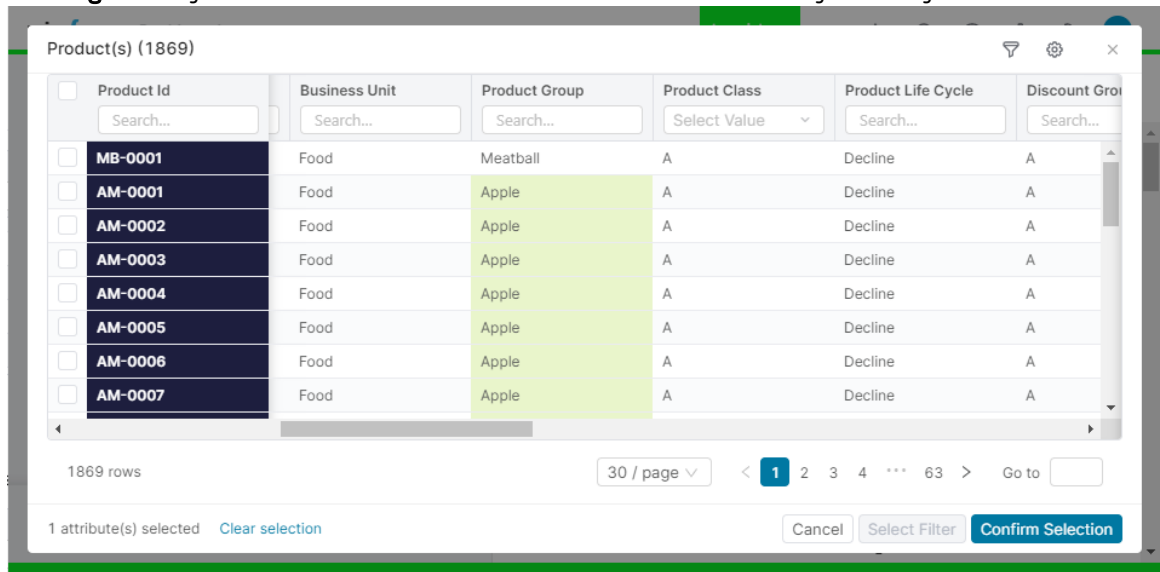 Product(s) (1869)
Product Id Business Unit Product Group Product Class Product Life Cycle Discount Grou
Search... Search... Search... Select Value Search... Search...
MB-0001 Food Meatball A Decline A
AM-0001 Food Apple A Decline A
AM-0002 Food Apple A Decline A
AM-0003 Food Apple A Decline A
AM-0004 Food Apple A Decline A
AM-0005 Food Apple A Decline A
AM-0006 Food Apple A Decline A
AM-0007 Food Apple A Decline A
1869 rows 30 / page < 1 2 3 4 ··· 63 > Go to
1 attribute(s) selected Clear selection Cancel Select Filter Confirm Selection